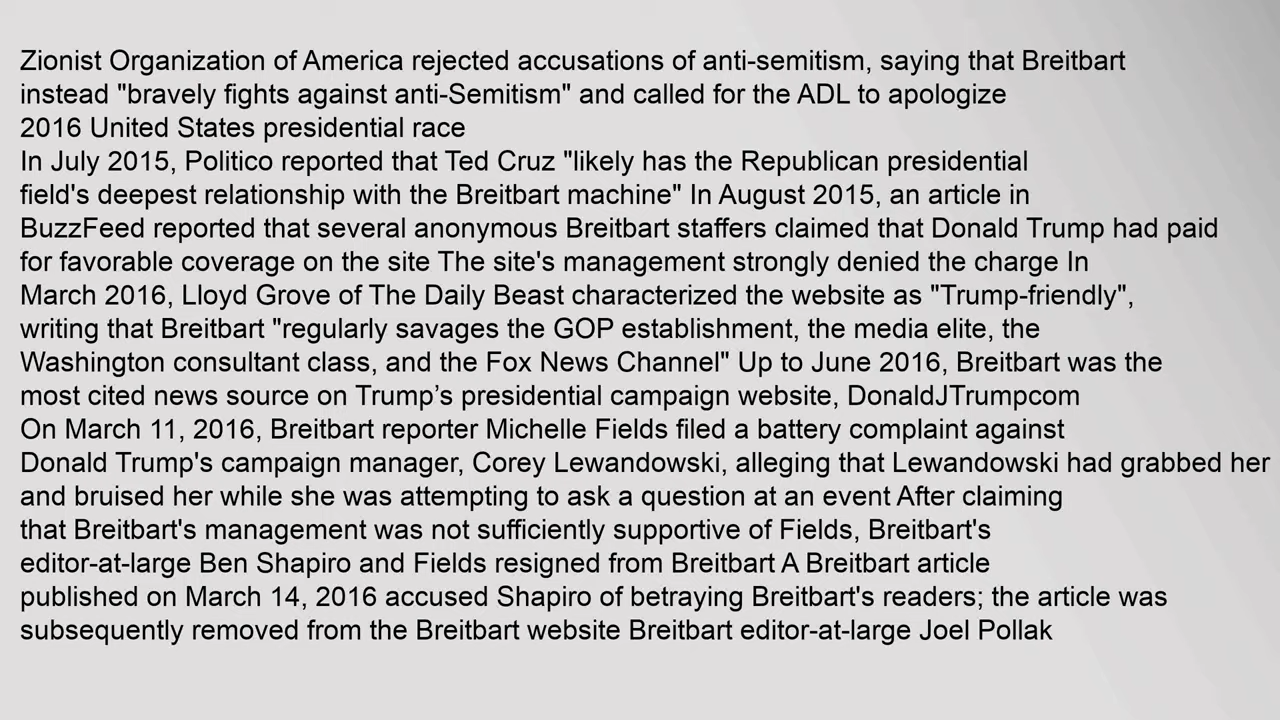 Zionist Organization of America rejected accusations of anti-semitism, saying that Breitbart
instead "bravely fights against anti-Semitism" and called for the ADL to apologize
2016 United States presidential race
In July 2015, Politico reported that Ted Cruz "likely has the Republican presidential
field's deepest relationship with the Breitbart machine" In August 2015, an article in
BuzzFeed reported that several anonymous Breitbart staffers claimed that Donald Trump had paid
for favorable coverage on the site The site's management strongly denied the charge In
March 2016, Lloyd Grove of The Daily Beast characterized the website as "Trump-friendly",
writing that Breitbart "regularly savages the GOP establishment, the media elite, the
Washington consultant class, and the Fox News Channel" Up to June 2016, Breitbart was the
most cited news source on Trump’s presidential campaign website, DonaldJTrumpcom
On March 11, 2016, Breitbart reporter Michelle Fields filed a battery complaint against
Donald Trump's campaign manager, Corey Lewandowski, alleging that Lewandowski had grabbed her
and bruised her while she was attempting to ask a question at an event After claiming
that Breitbart's management was not sufficiently supportive of Fields, Breitbart's
editor-at-large Ben Shapiro and Fields resigned from Breitbart A Breitbart article
published on March 14, 2016 accused Shapiro of betraying Breitbart's readers; the article was
subsequently removed from the Breitbart website Breitbart editor-at-large Joel Pollak